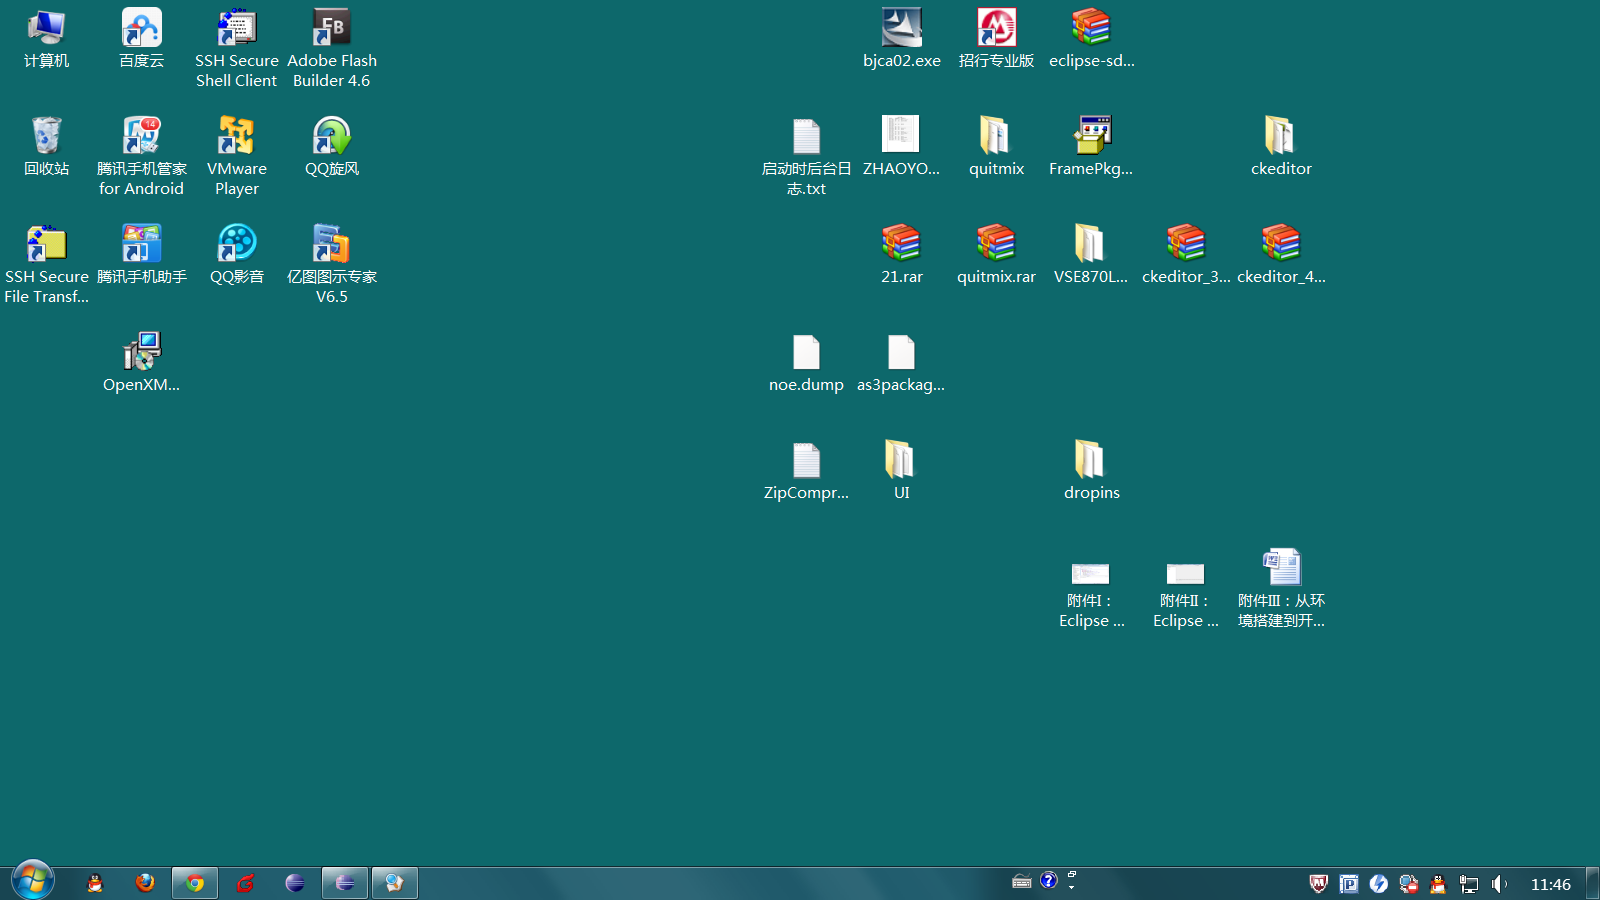 计算机
百度云
SSH Secure
Shell Client
Adobe Flash
Builder 4.6
bjca02.exe
招行专业版
eclipse-sd...
回收站
腾讯手机管家
for Android
VMware
Player
QQ旋风
启动时后台日
志.txt
ZHAOYO...
quitmix
FramePkg...
ckeditor
SSH Secure
File Transf...
腾讯手机助手
QQ影音
亿图图示专家
V6.5
21.rar
quitmix.rar
VSE870L...
ckeditor_3...
ckeditor_4...
OpenXM...
noe.dump
as3packag...
ZipCompr...
UI
dropins
附件I：
Eclipse ...
附件II：
Eclipse ...
附件III：从环
境搭建到开...
11:46